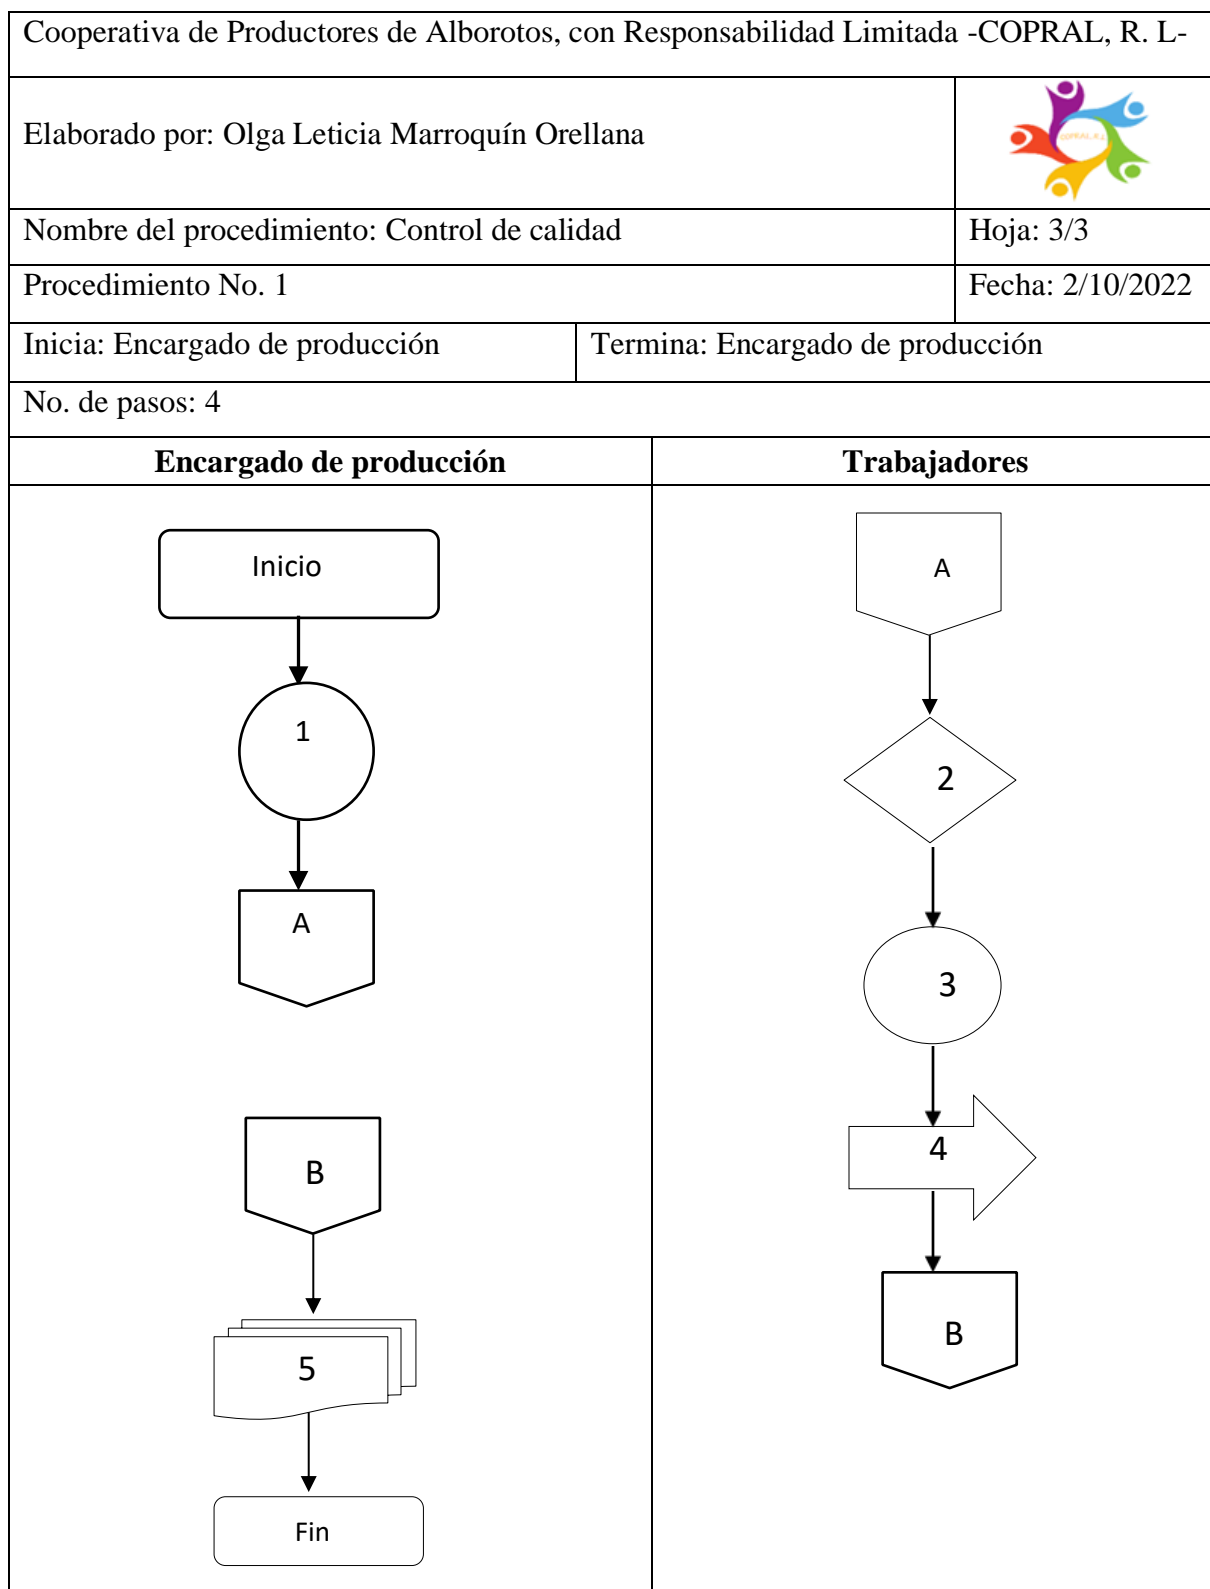 Cooperativa de Productores de Alborotos, con Responsabilidad Limitada -COPRAL, R. L-
Elaborado por: Olga Leticia Marroquín Orellana
COPRAL, R. L.
Nombre del procedimiento: Control de calidad
Hoja: 3/3
Procedimiento No. 1
Fecha: 2/10/2022
Inicia: Encargado de producción
Termina: Encargado de producción
No. de pasos: 4
Encargado de producción
Trabajadores
Inicio
1
A
B
5
Fin
A
2
3
4
B